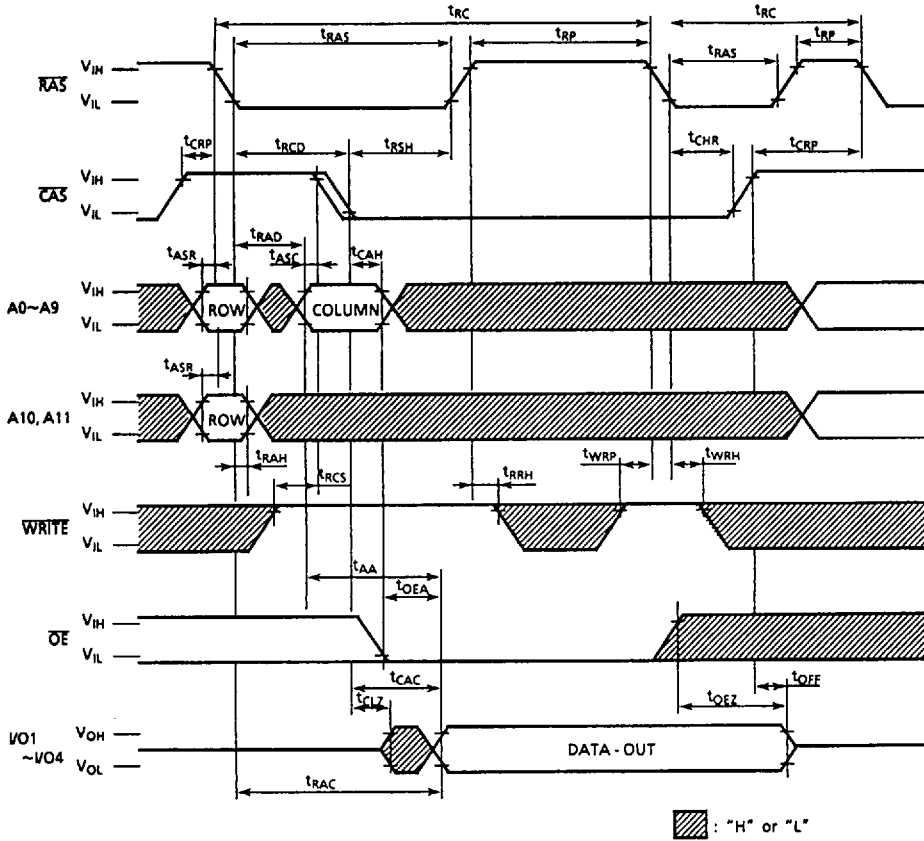 tRC tRC
tRAS tRP tRAS tRP
RAS VIH
VIL
tCRP tRCD tRSH tCHR tCRP
CAS VIH
VIL
tASR tRAD tASC tCAH
A0~A9 VIH
VIL
ROW COLUMN
tASR
A10, A11 VIH
VIL
ROW
tRAH tRCS tRRH tWRP tWRH
WRITE VIH
VIL
tAA
tOEA
OE VIH
VIL
tCAC
tCLZ tOEZ tOFF
I/O1
~I/O4
VOH
VOL
DATA - OUT
tRAC
: "H" or "L"